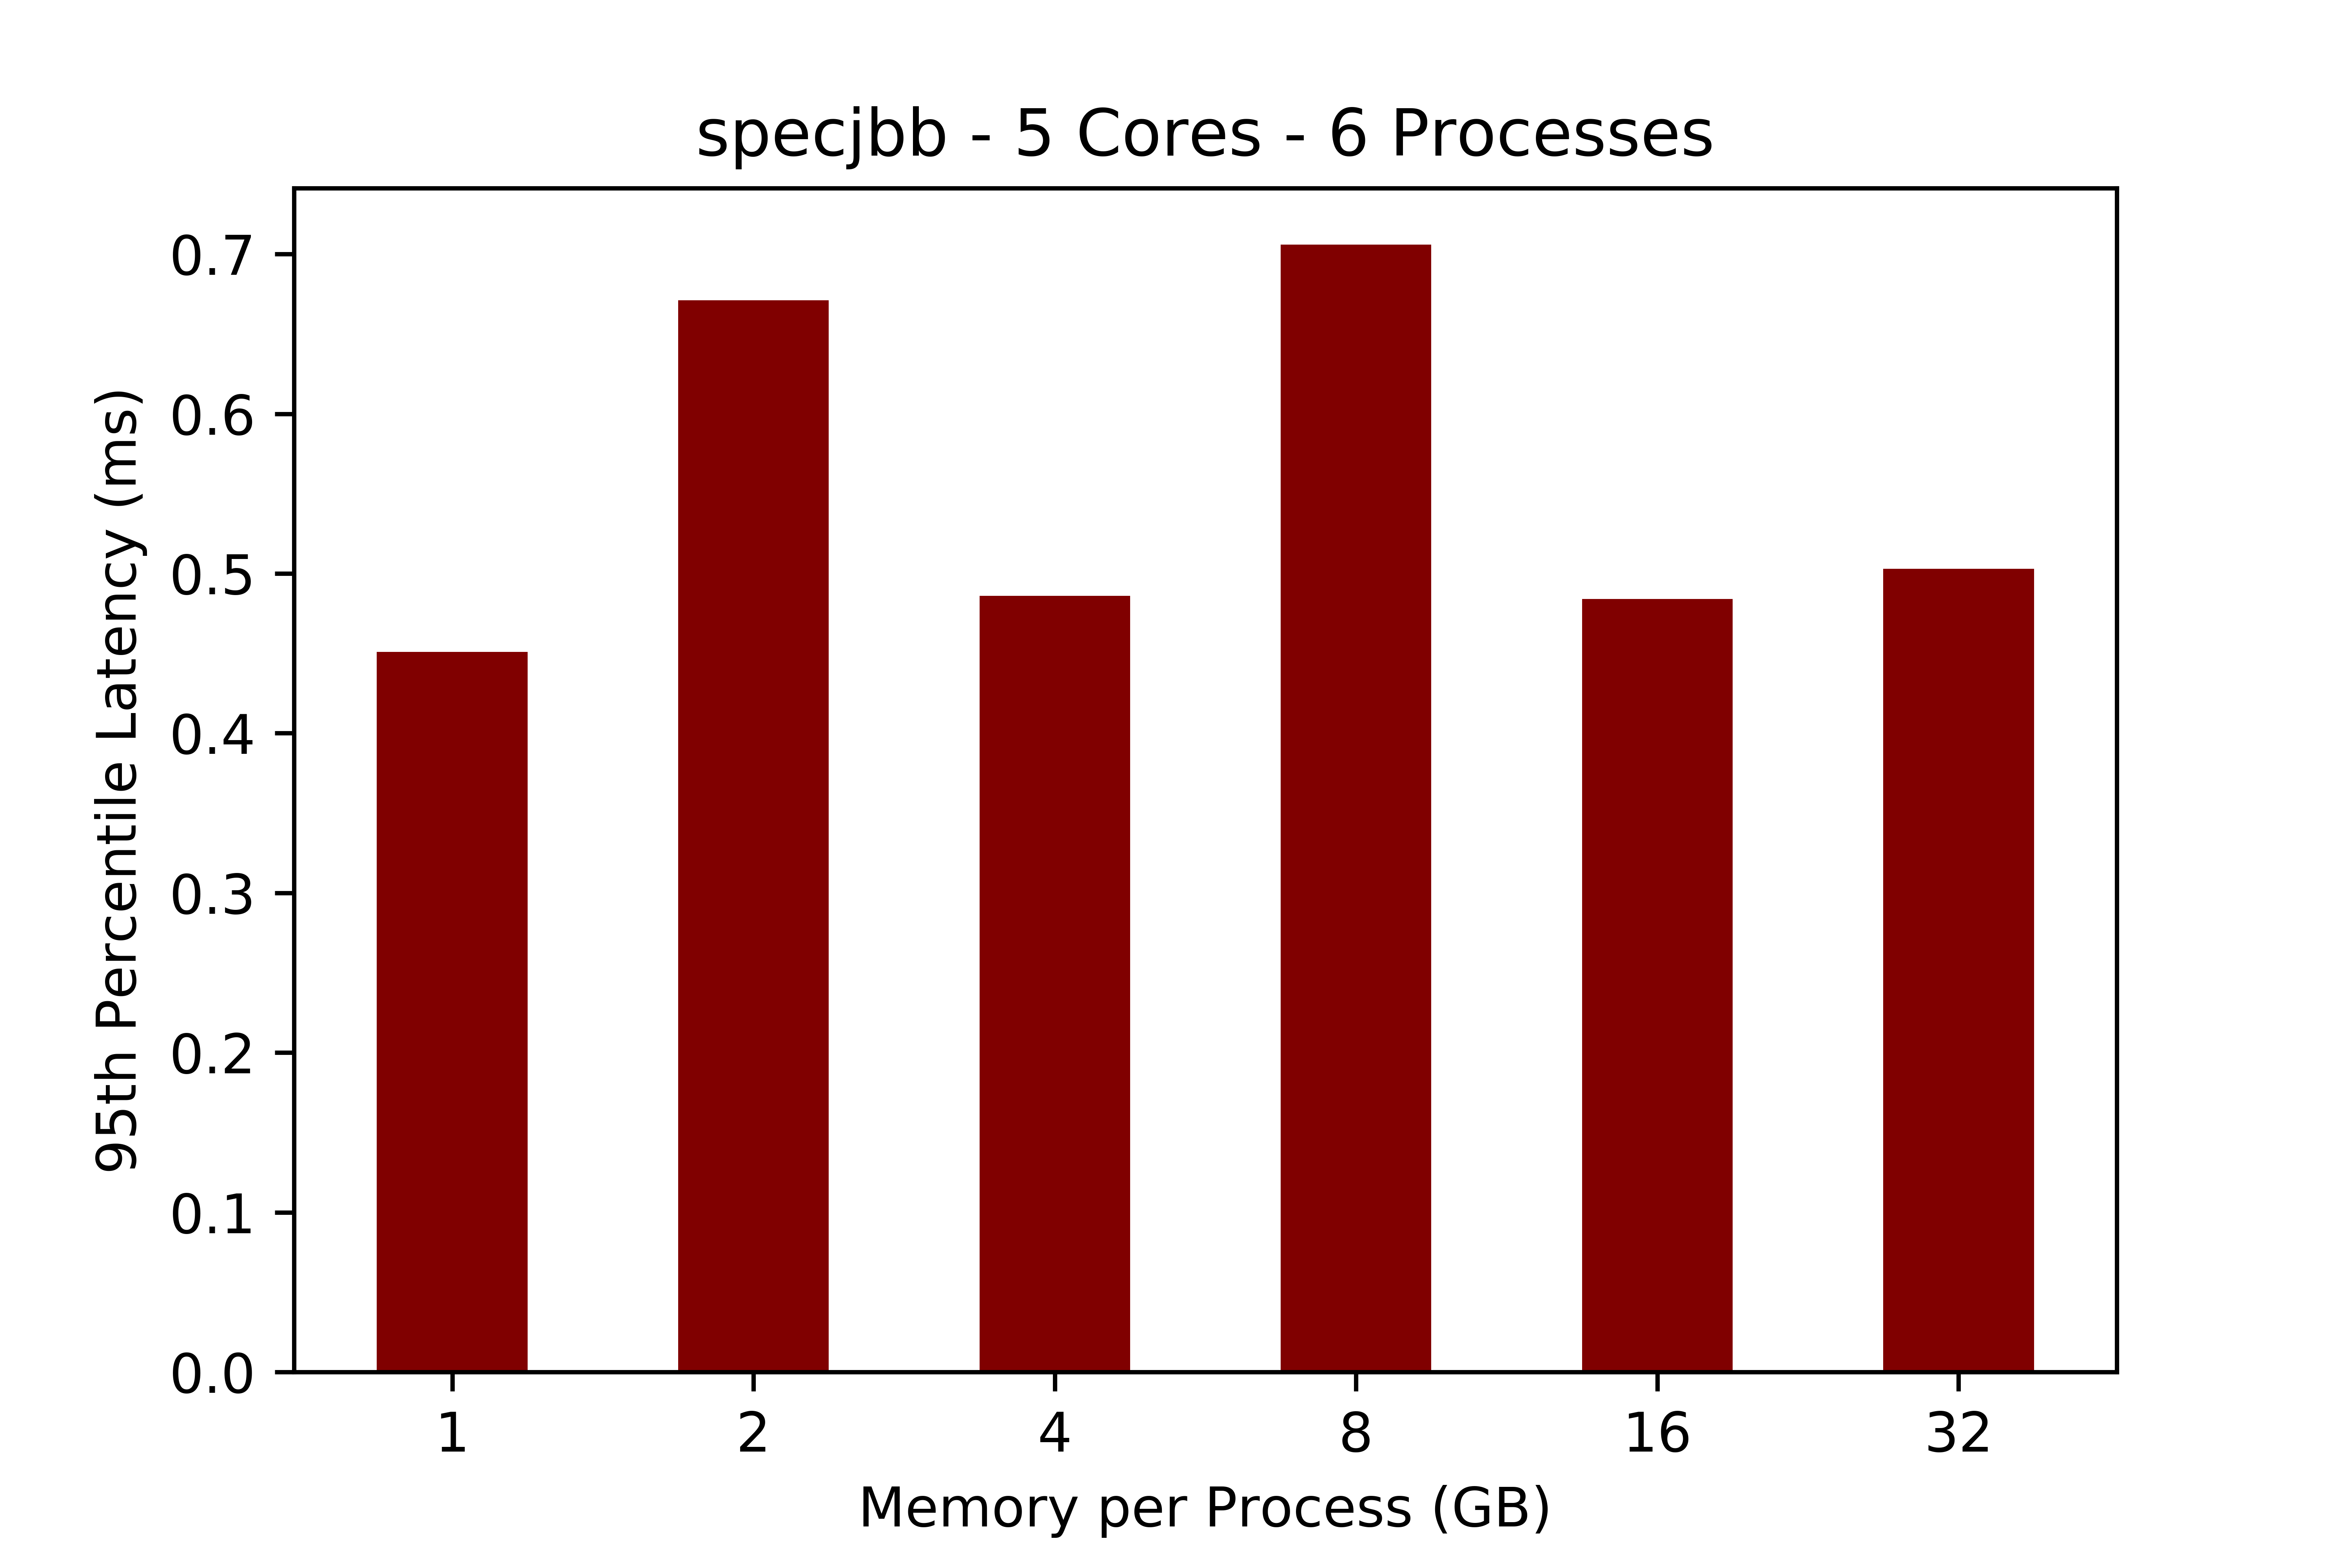 specjbb - 5 Cores - 6 Processes
95th Percentile Latency (ms)
0.7
0.6
0.5
0.4
0.3
0.2
0.1
0.0
1 2 4 8 16 32
Memory per Process (GB)